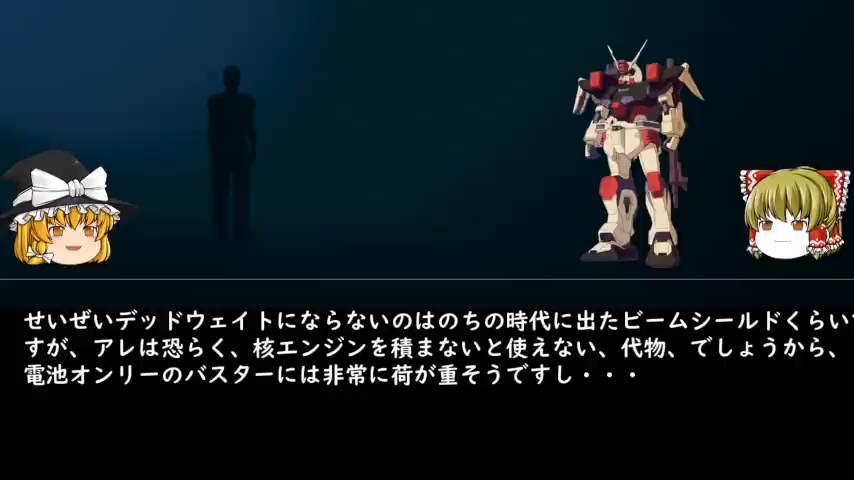 せいぜいデッドウェイトにならないのはのちの時代に出たビームシールドくらいで
すが、アレは恐らく、核エンジンを積まないと使えない、代物、でしょうから、
電池オンリーのバスターには非常に荷が重そうですし・・・